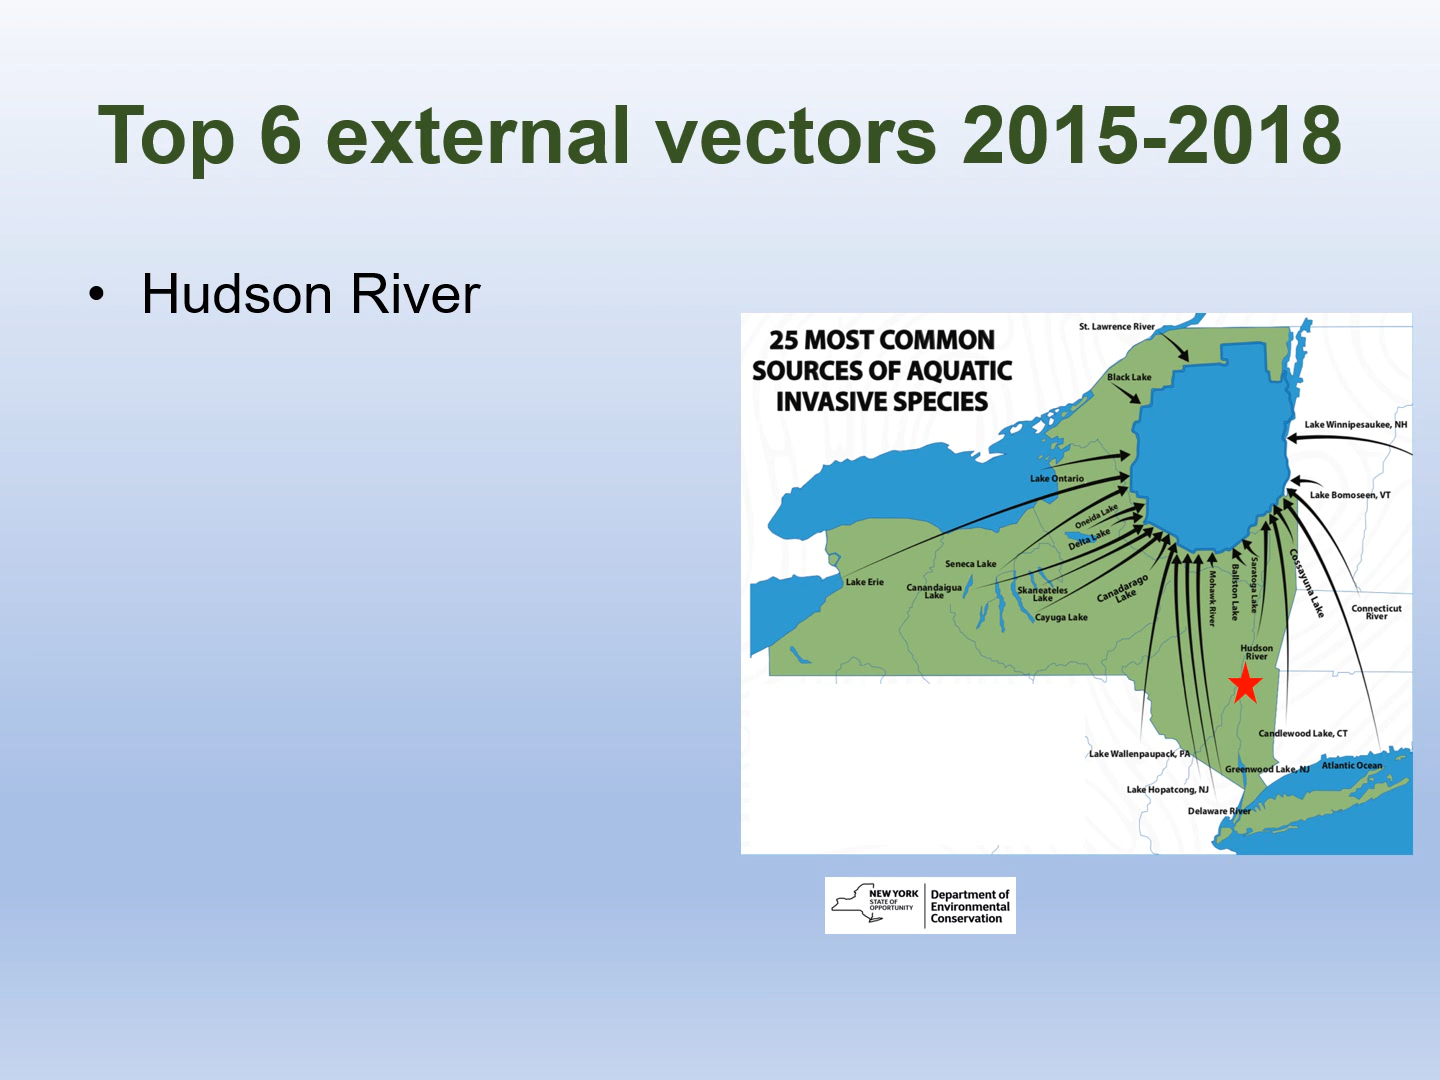 Top 6 external vectors 2015-2018
• Hudson River
25 MOST COMMON
SOURCES OF AQUATIC
INVASIVE SPECIES
St. Lawrence River
Black Lake
Lake Winnipesaukee, NH
Lake Ontario
Lake Bomoseen, VT
Oneida Lake
Delta Lake
Seneca Lake
Lake Erie
Canandaigua
Lake
Skaneateles
Lake
Cayuga Lake
Canadarago
Lake
Mohawk River
Ballston Lake
Saratoga Lake
Cossayuna Lake
Connecticut
River
Hudson
River
Candlewood Lake, CT
Lake Wallenpaupack, PA
Greenwood Lake, NJ
Atlantic Ocean
Lake Hopatcong, NJ
Delaware River
NEW YORK
STATE OF
OPPORTUNITY
Department of
Environmental
Conservation